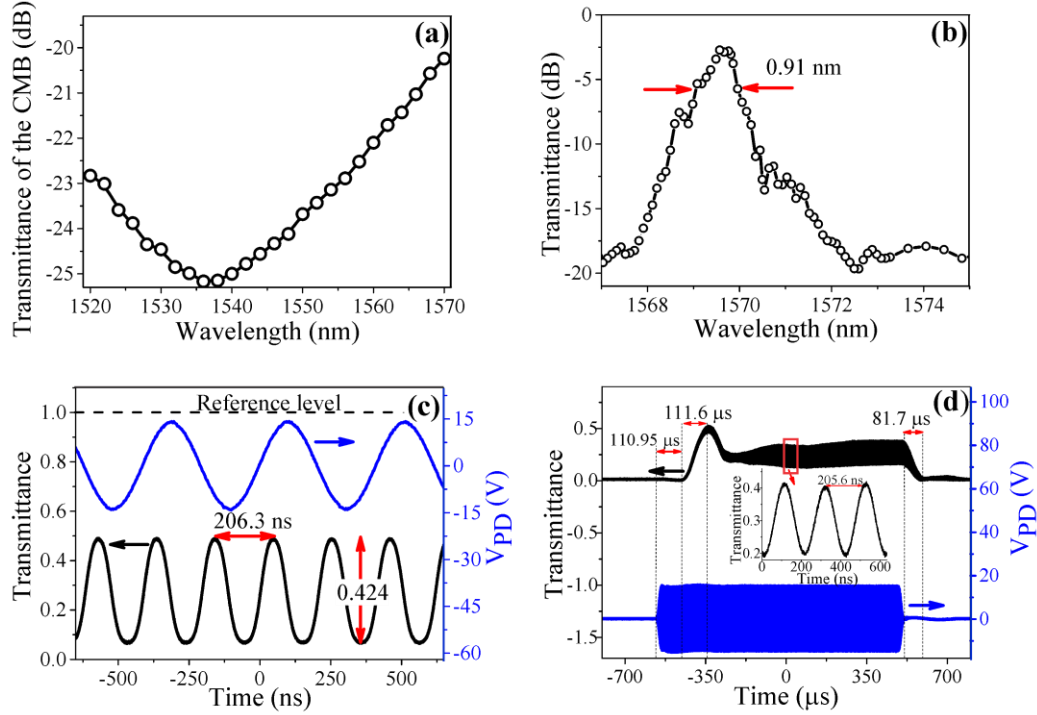 (a)
Transmittance of the CMB (dB)
-20
-21
-22
-23
-24
-25
1520 1530 1540 1550 1560 1570
Wavelength (nm)
(b)
Transmittance (dB)
0
-5
-10
-15
-20
0.91 nm
1568 1570 1572 1574
Wavelength (nm)
(c)
Transmittance
1.0
0.8
0.6
0.4
0.2
0.0
Reference level
206.3 ns
0.424
15
0
-15
-30
-45
-60
V_PD (V)
-500 -250 0 250 500
Time (ns)
(d)
Transmittance
0.5
0.0
-0.5
-1.0
-1.5
110.95 μs
111.6 μs
81.7 μs
Transmittance
0.4
0.3
0.2
205.6 ns
0 200 400 600
Time (ns)
100
80
60
40
20
0
V_PD (V)
-700 -350 0 350 700
Time (μs)